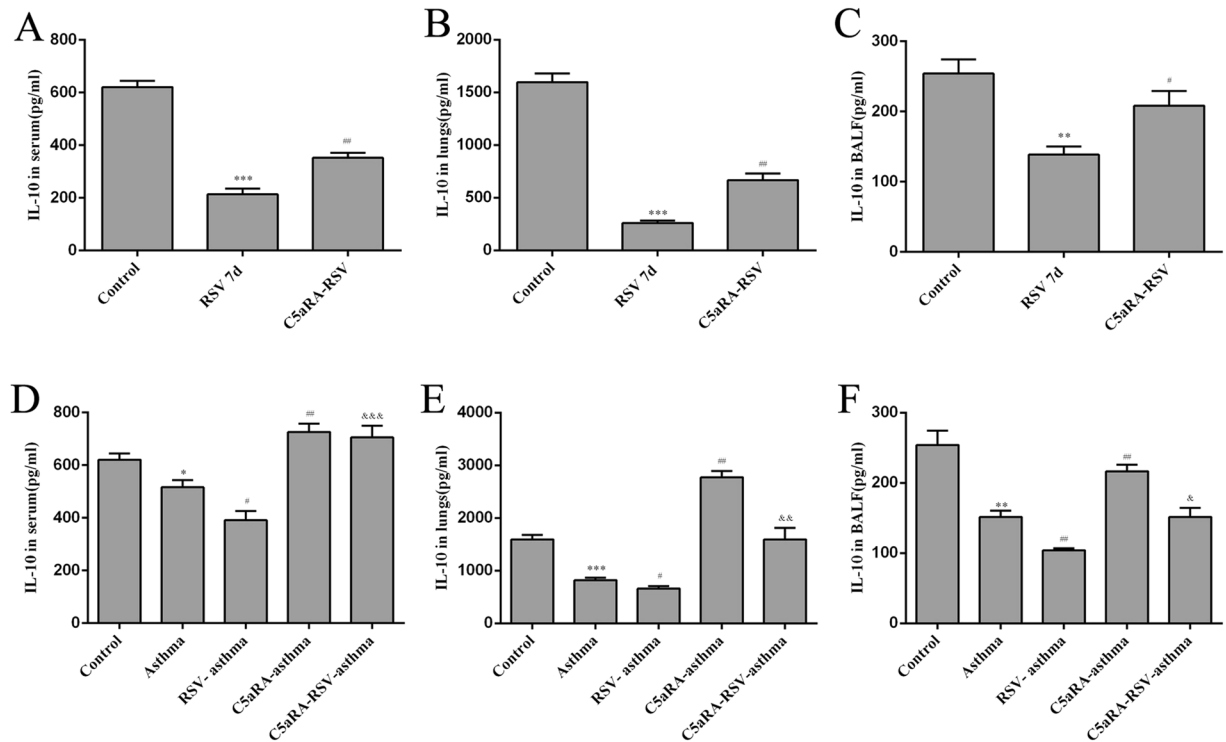 A
IL-10 in serum(pg/ml)
800
600
400
200
0
***
##
Control
RSV 7d
C5aRA-RSV
B
IL-10 in lungs(pg/ml)
2000
1500
1000
500
0
***
##
Control
RSV 7d
C5aRA-RSV
C
IL-10 in BALF(pg/ml)
300
200
100
0
**
#
Control
RSV 7d
C5aRA-RSV
D
IL-10 in serum(pg/ml)
800
600
400
200
0
*
#
##
&&&
Control
Asthma
RSV- asthma
C5aRA-asthma
C5aRA-RSV-asthma
E
IL-10 in lungs(pg/ml)
4000
3000
2000
1000
0
***
#
##
&&
Control
Asthma
RSV- asthma
C5aRA-asthma
C5aRA-RSV-asthma
F
IL-10 in BALF(pg/ml)
300
200
100
0
**
##
##
&
Control
Asthma
RSV- asthma
C5aRA-asthma
C5aRA-RSV-asthma